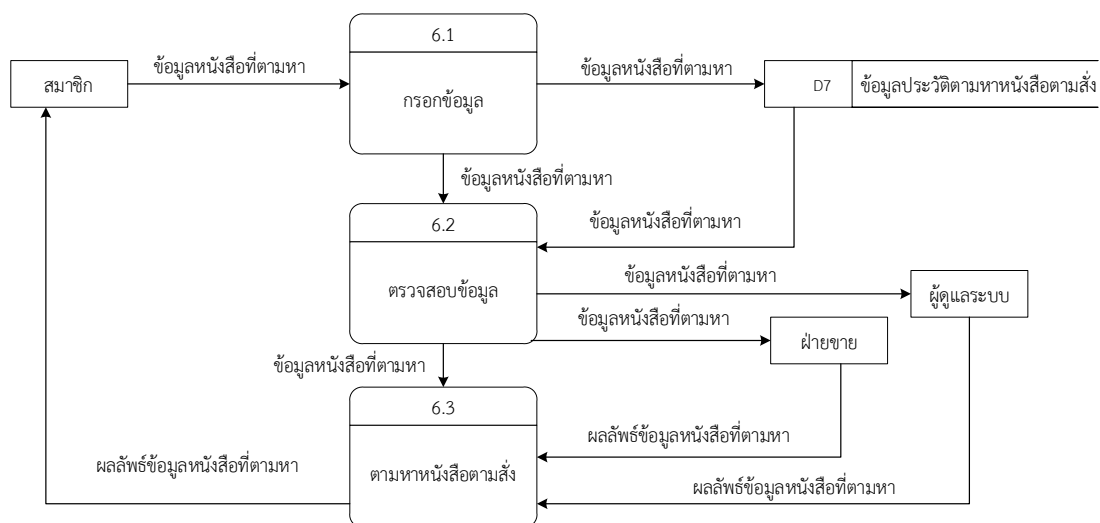 6.1
ข้อมูลหนังสือที่ตามหา
ข้อมูลหนังสือที่ตามหา
สมาชิก
กรอกข้อมูล
D7
ข้อมูลประวัติตามหาหนังสือตามสั่ง
ข้อมูลหนังสือที่ตามหา
6.2
ข้อมูลหนังสือที่ตามหา
ตรวจสอบข้อมูล
ข้อมูลหนังสือที่ตามหา
ผู้ดูแลระบบ
ข้อมูลหนังสือที่ตามหา
ฝ่ายขาย
ข้อมูลหนังสือที่ตามหา
6.3
ผลลัพธ์ข้อมูลหนังสือที่ตามหา
ผลลัพธ์ข้อมูลหนังสือที่ตามหา
ตามหาหนังสือตามสั่ง
ผลลัพธ์ข้อมูลหนังสือที่ตามหา